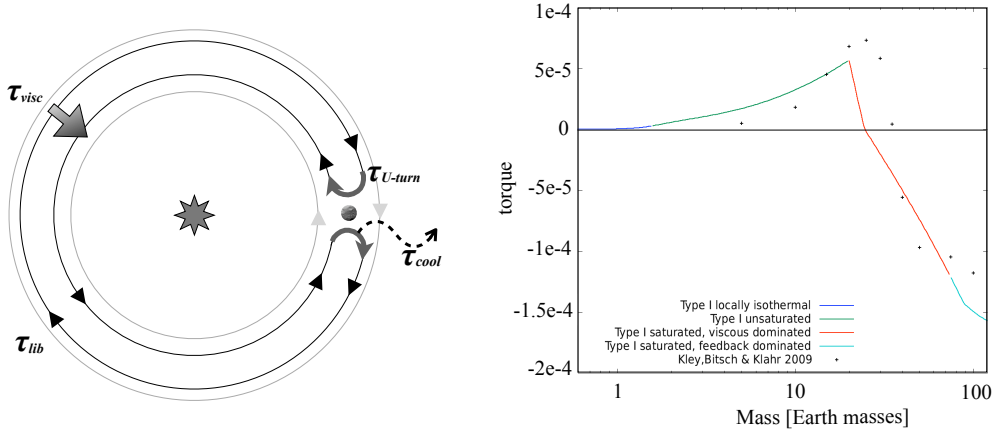 τvisc
τU-turn
τcool
τlib
1e-4
5e-5
0
-5e-5
-1e-4
-1.5e-4
-2e-4
torque
Type I locally isothermal
Type I unsaturated
Type I saturated, viscous dominated
Type I saturated, feedback dominated
Kley,Bitsch & Klahr 2009
1 10 100
Mass [Earth masses]